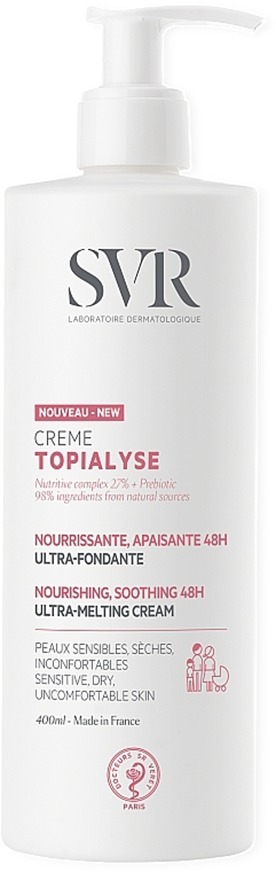 SVR
LABORATOIRE DERMATOLOGIQUE
NOUVEAU - NEW
CREME
TOPIALYSE
Nutritive complex 27% + Prebiotic
98% ingredients from natural sources
NOURRISSANTE, APAISANTE 48H
ULTRA-FONDANTE
NOURISHING, SOOTHING 48H
ULTRA-MELTING CREAM
PEAUX SENSIBLES, SÈCHES,
INCONFORTABLES
SENSITIVE, DRY,
UNCOMFORTABLE SKIN
400ml - Made in France
DOCTEURS SR VERET
PARIS